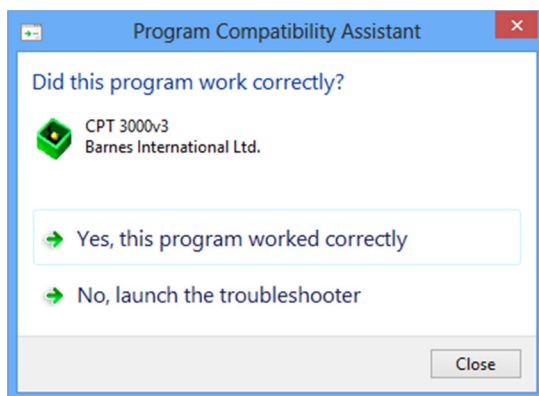 Program Compatibility Assistant
Did this program work correctly?
CPT 3000v3
Barnes International Ltd.
Yes, this program worked correctly
No, launch the troubleshooter
Close